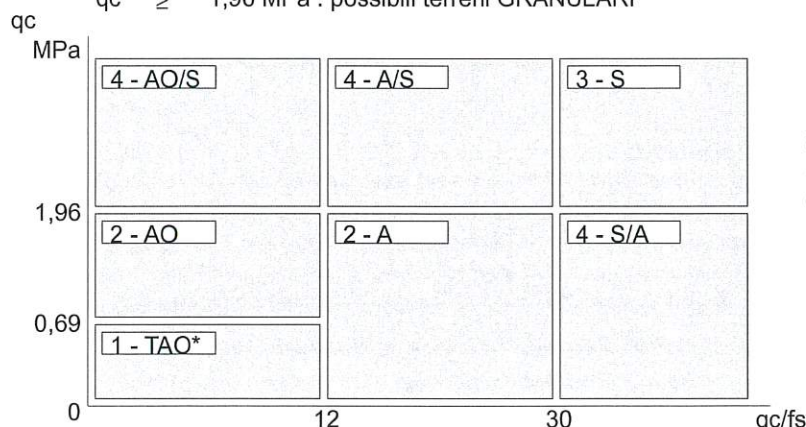 qc ≥ 1,96 MPa : possibili terreni GRANULARI
qc
MPa
4 - AO/S 4 - A/S 3 - S
1,96
2 - AO 2 - A 4 - S/A
0,69
1 - TAO*
0 12 30 qc/fs